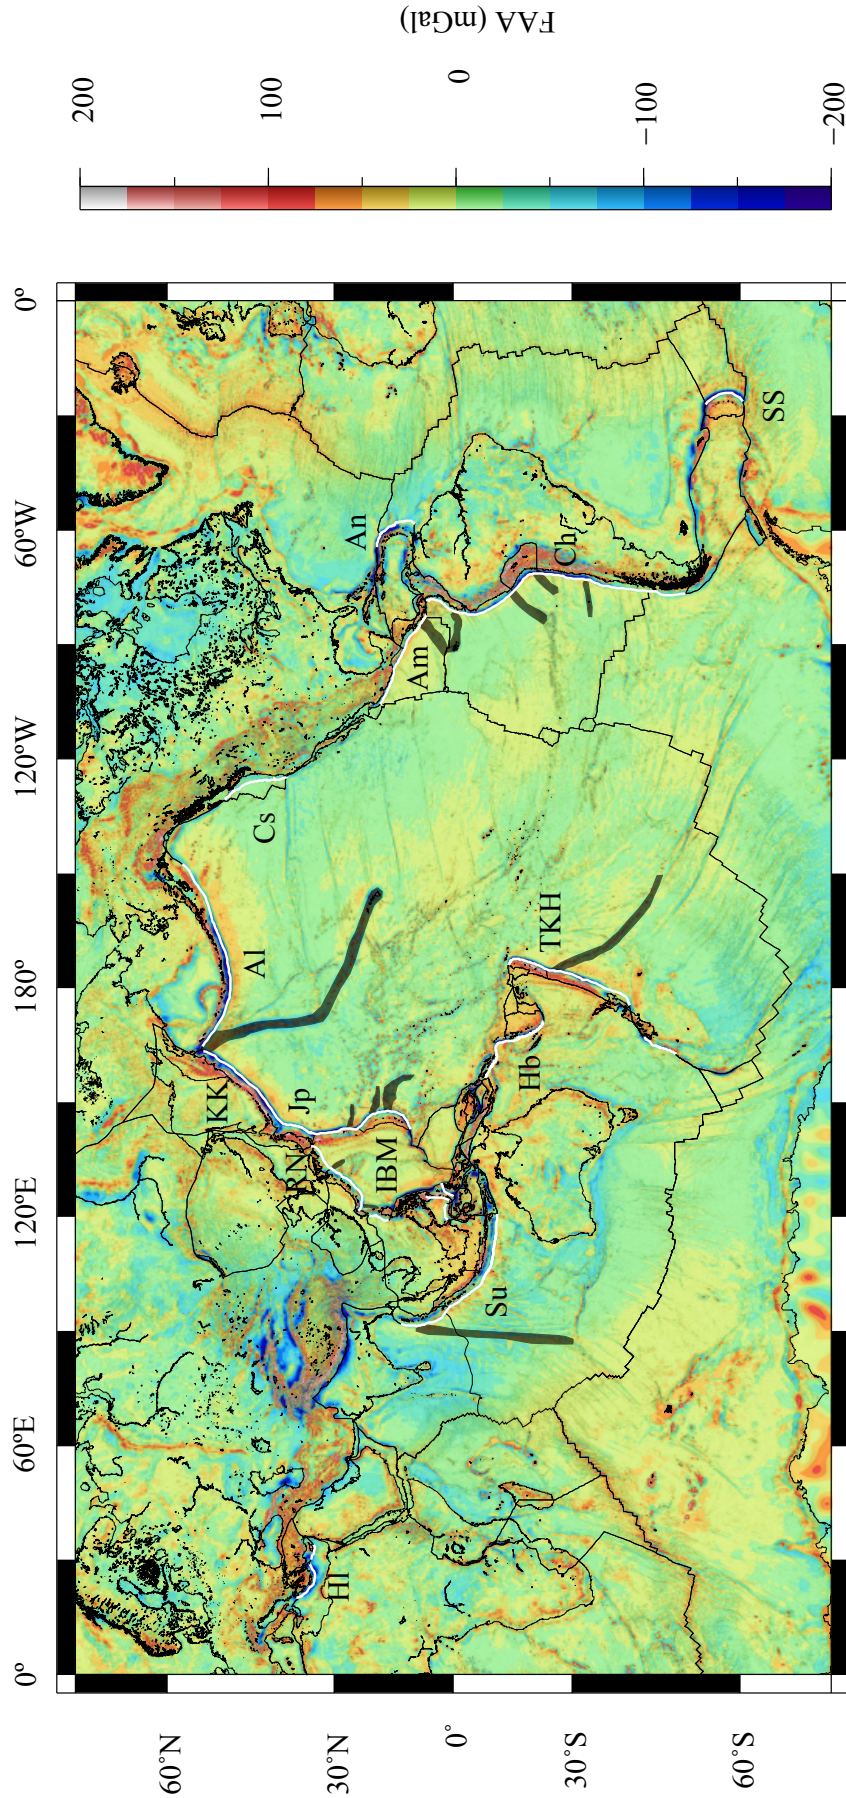 0°
60°E
120°E
180°
120°W
60°W
0°
60°N
30°N
0°
30°S
60°S
Hl
Su
IBM
RN
Jp
KK
Al
Hb
TKH
Cs
Am
An
Ch
SS
200
100
0
−100
−200
FAA (mGal)